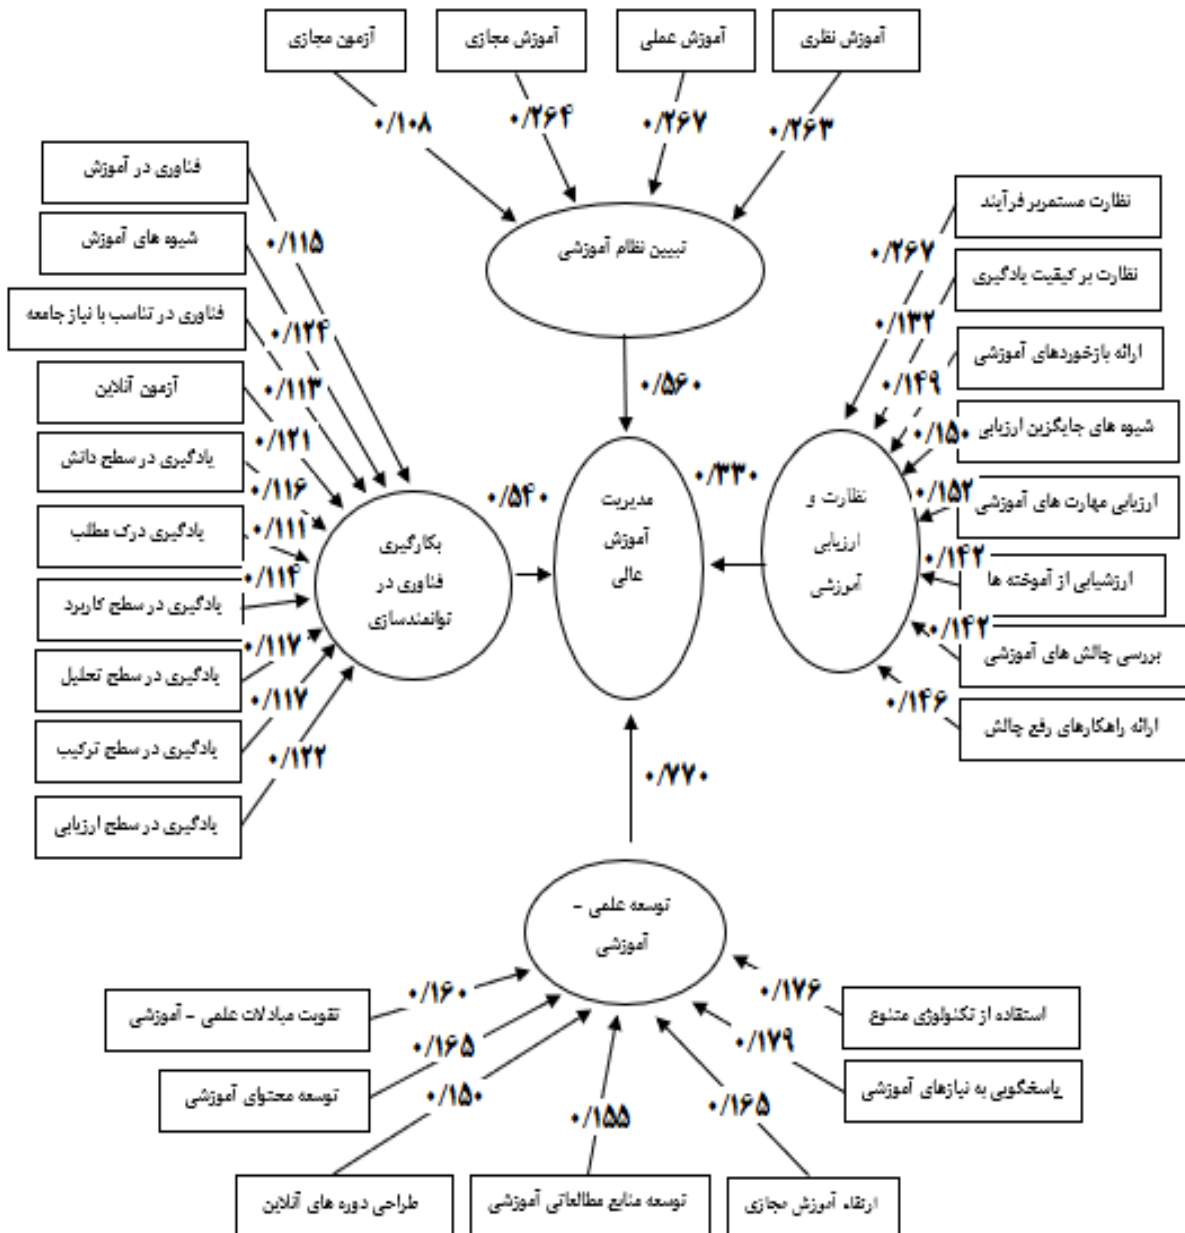 آزمون مجازی
آموزش مجازی
آموزش عملی
آموزش نظری
۰/۱۰۸
۰/۲۶۴
۰/۲۶۷
۰/۲۶۳
تبیین نظام آموزشی
۰/۵۶۰
فناوری در آموزش
شیوه های آموزش
فناوری در تناسب با نیاز جامعه
آزمون آنلاین
یادگیری در سطح دانش
یادگیری درک مطلب
یادگیری در سطح کاربرد
یادگیری در سطح تحلیل
یادگیری در سطح ترکیب
یادگیری در سطح ارزیابی
۰/۱۱۵
۰/۱۲۴
۰/۱۱۳
۰/۱۲۱
۰/۱۱۶
۰/۱۱۱
۰/۱۱۴
۰/۱۱۷
۰/۱۱۷
۰/۱۲۲
بکارگیری
فناوری در
توانمندسازی
۰/۵۴۰
مدیریت
آموزش
عالی
۰/۳۳۰
نظارت و
ارزیابی
آمرزشی
نظارت مستمربر فرآیند
نظارت بر کیقیت یادگیری
ارائه بازخوردهای آموزشی
شیوه های جایگزین ارزیابی
ارزیابی مهارت های آموزشی
ارزشیابی از آموخته ها
بررسی چالش های آموزشی
ارائه راهکارهای رفع چالش
۰/۲۶۷
۰/۱۳۲
۰/۱۴۹
۰/۱۵۰
۰/۱۵۲
۰/۱۴۲
۰/۱۴۲
۰/۱۴۶
۰/۷۷۰
توسعه علمی –
آموزشی
تقویت مبادلات علمی – آموزشی
توسعه محتوای آموزشی
طراحی دوره های آنلاین
توسعه منابع مطالعاتی آموزشی
ارتقاء آموزش مجازی
پاسخگویی به نیازهای آموزشی
استقاده از تکنولوژی متنوع
۰/۱۶۰
۰/۱۶۵
۰/۱۵۰
۰/۱۵۵
۰/۱۶۵
۰/۱۷۹
۰/۱۷۶